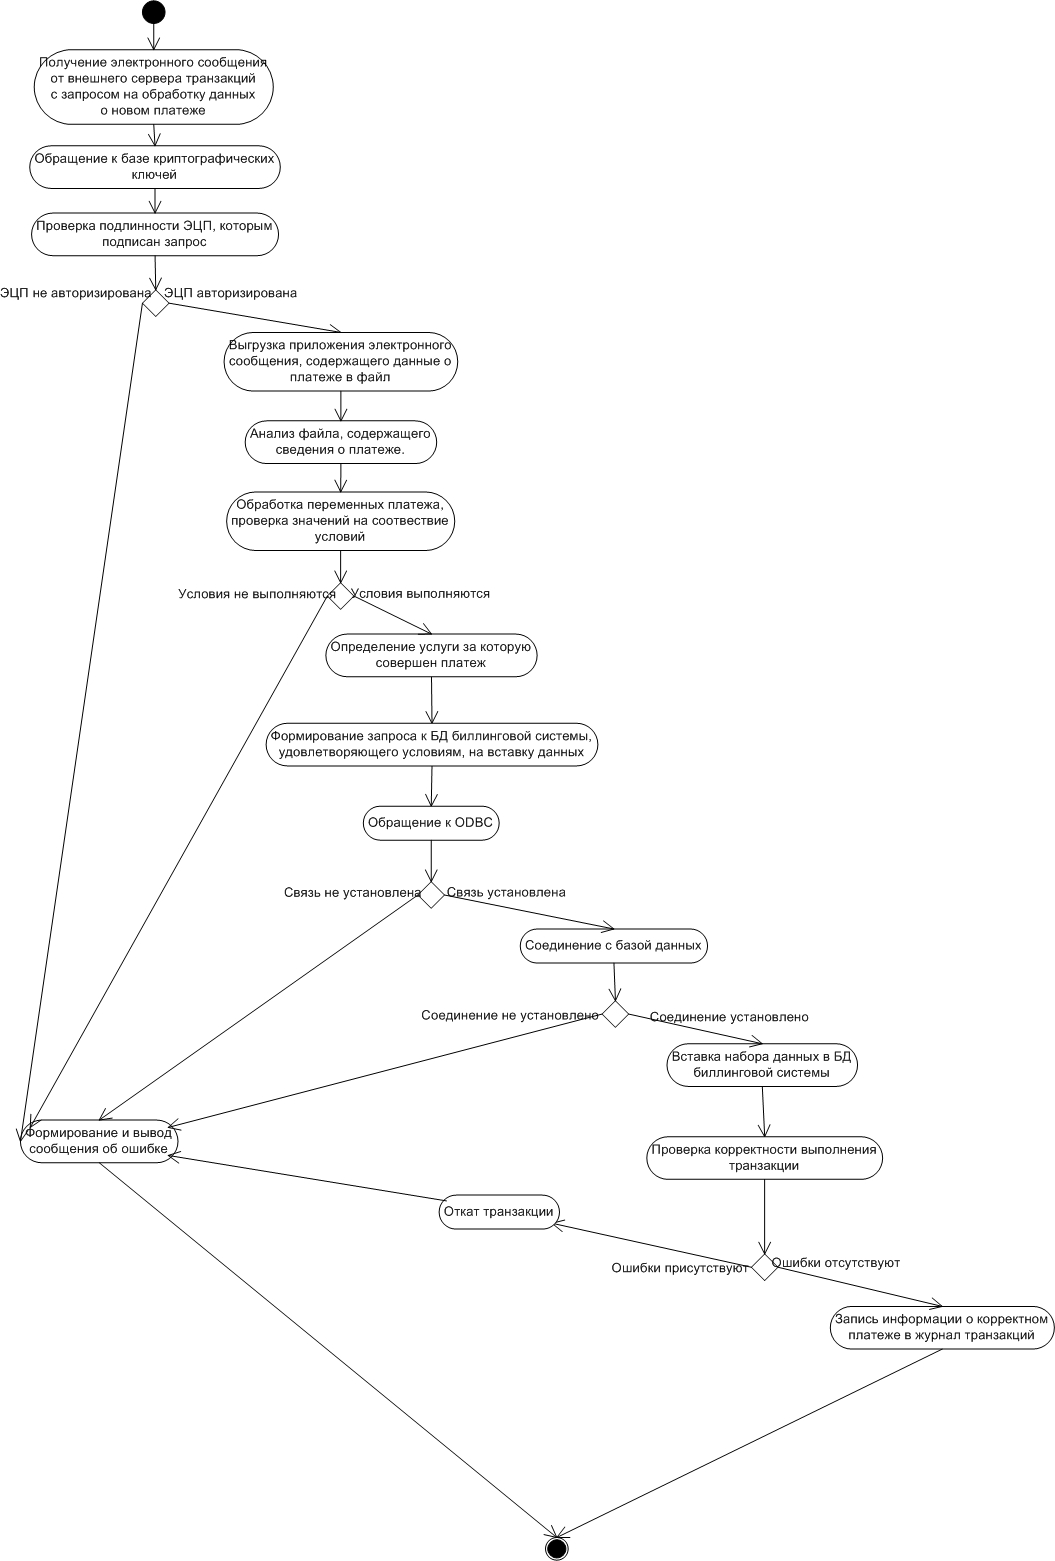 Получение электронного сообщения
от внешнего сервера транзакций
с запросом на обработку данных
о новом платеже
Обращение к базе криптографических
ключей
Проверка подлинности ЭЦП, которым
подписан запрос
ЭЦП не авторизирована
ЭЦП авторизирована
Выгрузка приложения электронного
сообщения, содержащего данные о
платеже в файл
Анализ файла, содержащего
сведения о платеже.
Обработка переменных платежа,
проверка значений на соотвествие
условий
Условия не выполняются
Условия выполняются
Определение услуги за которую
совершен платеж
Формирование запроса к БД биллинговой системы,
удовлетворяющего условиям, на вставку данных
Обращение к ODBC
Связь не установлена
Связь установлена
Соединение с базой данных
Соединение не установлено
Соединение установлено
Вставка набора данных в БД
биллинговой системы
Формирование и вывод
сообщения об ошибке
Проверка корректности выполнения
транзакции
Откат транзакции
Ошибки присутствуют
Ошибки отсутствуют
Запись информации о корректном
платеже в журнал транзакций